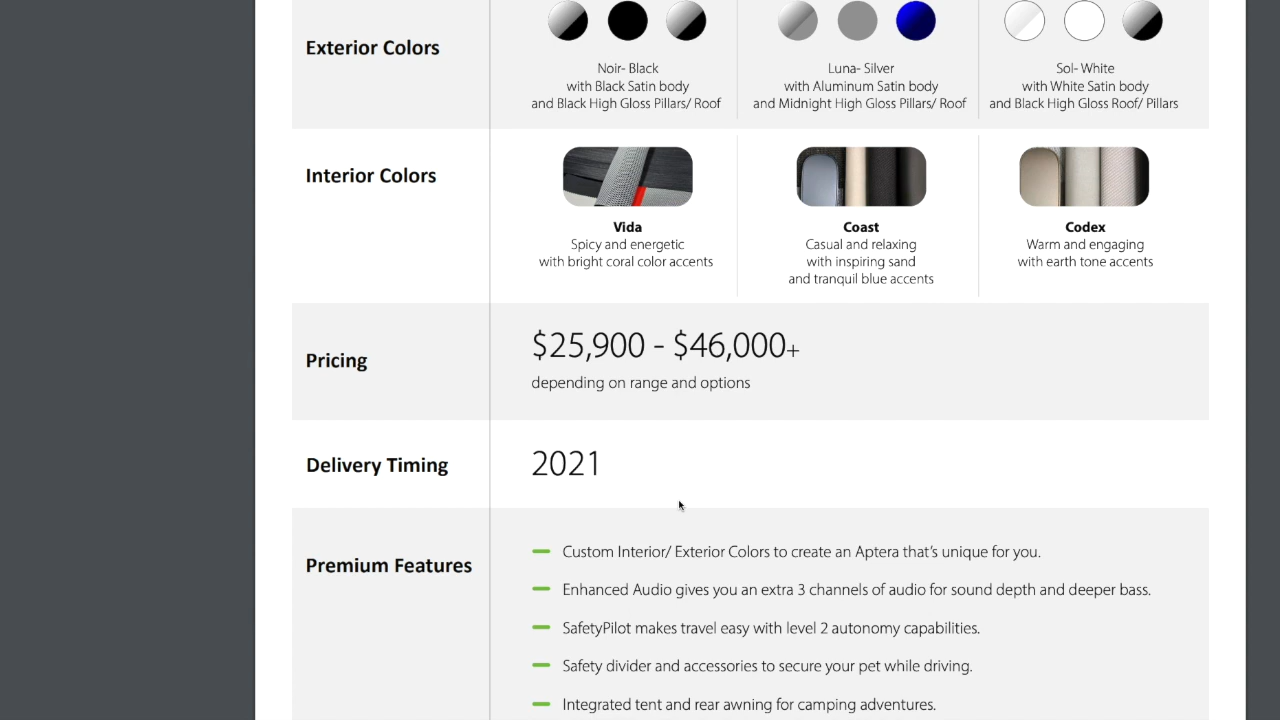 Exterior Colors
Noir- Black
with Black Satin body
and Black High Gloss Pillars/ Roof
Luna- Silver
with Aluminum Satin body
and Midnight High Gloss Pillars/ Roof
Sol- White
with White Satin body
and Black High Gloss Roof/ Pillars
Interior Colors
Vida
Spicy and energetic
with bright coral color accents
Coast
Casual and relaxing
with inspiring sand
and tranquil blue accents
Codex
Warm and engaging
with earth tone accents
Pricing
$25,900 - $46,000+
depending on range and options
Delivery Timing
2021
Premium Features
Custom Interior/ Exterior Colors to create an Aptera that's unique for you.
Enhanced Audio gives you an extra 3 channels of audio for sound depth and deeper bass.
SafetyPilot makes travel easy with level 2 autonomy capabilities.
Safety divider and accessories to secure your pet while driving.
Integrated tent and rear awning for camping adventures.